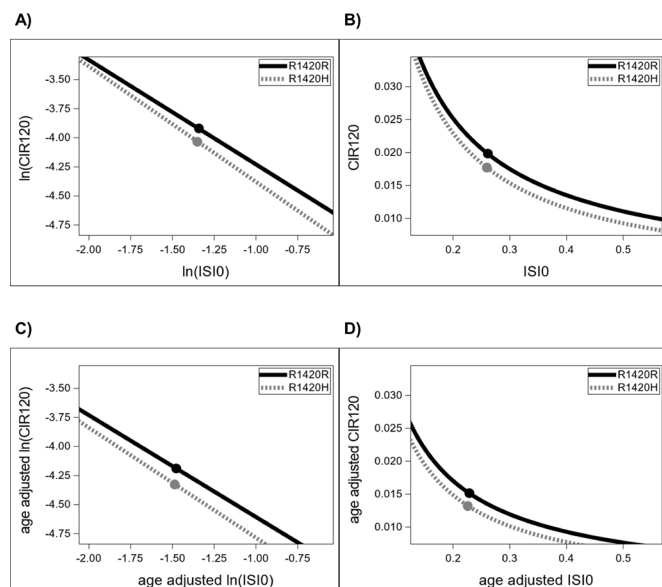 A)
R1420R
R1420H
-3.50
-3.75
-4.00
-4.25
-4.50
-4.75
ln(CIR120)
-2.00 -1.75 -1.50 -1.25 -1.00 -0.75
ln(ISI0)
B)
R1420R
R1420H
0.030
0.025
0.020
0.015
0.010
CIR120
0.2 0.3 0.4 0.5
ISI0
C)
R1420R
R1420H
-3.50
-3.75
-4.00
-4.25
-4.50
-4.75
age adjusted ln(CIR120)
-2.00 -1.75 -1.50 -1.25 -1.00 -0.75
age adjusted ln(ISI0)
D)
R1420R
R1420H
0.030
0.025
0.020
0.015
0.010
age adjusted CIR120
0.2 0.3 0.4 0.5
age adjusted ISI0